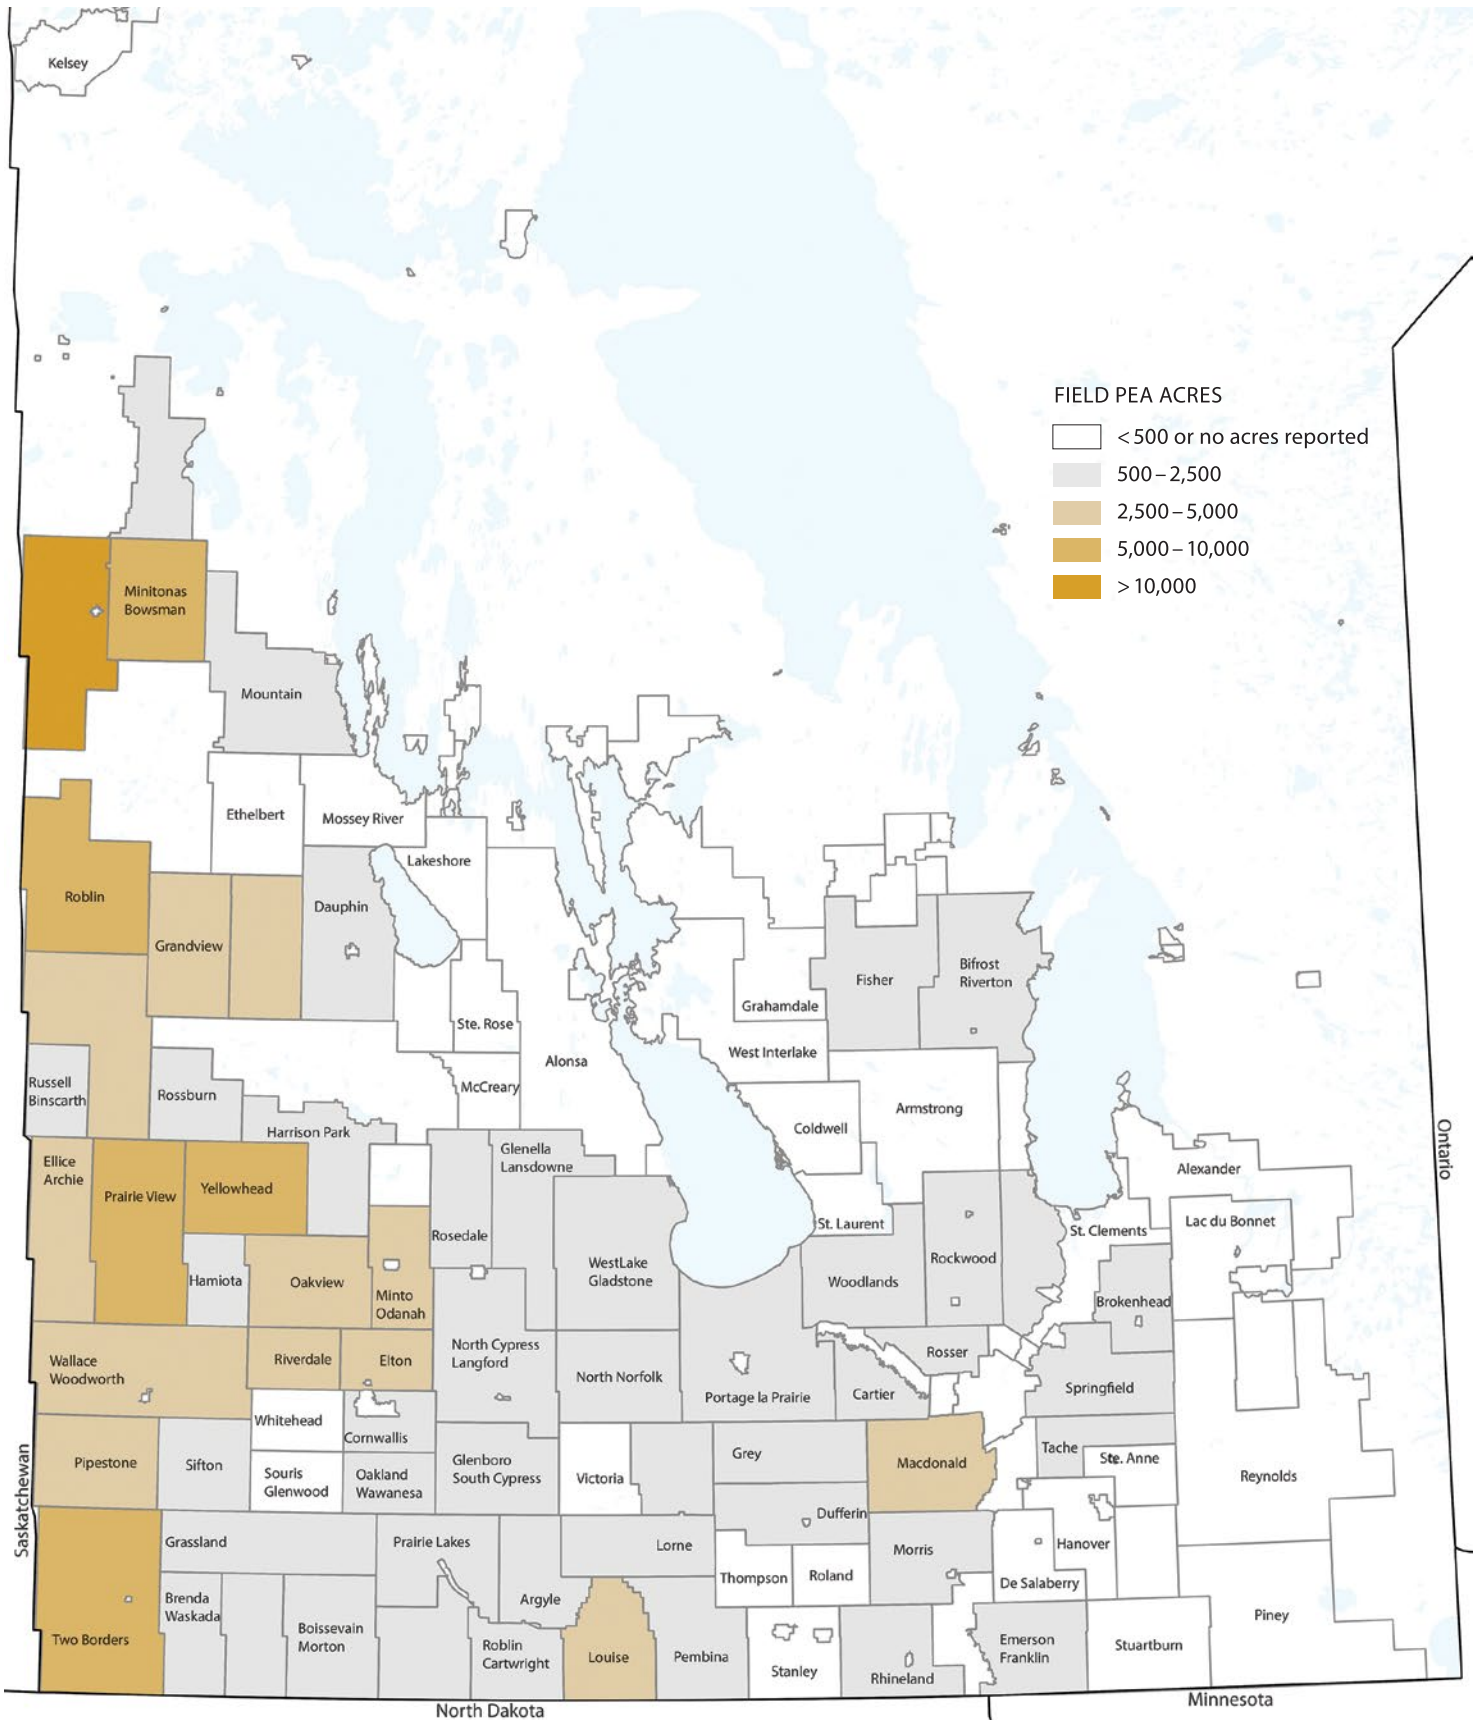 Kelsey
FIELD PEA ACRES
< 500 or no acres reported
500 – 2,500
2,500 – 5,000
5,000 – 10,000
> 10,000
Minitonas
Bowsman
Mountain
Ethelbert
Mossey River
Lakeshore
Roblin
Dauphin
Grandview
Fisher
Bifrost
Riverton
Grahamdale
Ste. Rose
West Interlake
Alonsa
Russell
Binscarth
Rossburn
McCreary
Armstrong
Coldwell
Harrison Park
Glenella
Lansdowne
Ontario
Ellice
Archie
Prairie View
Yellowhead
Alexander
St. Laurent
Lac du Bonnet
St. Clements
Rosedale
WestLake
Gladstone
Rockwood
Hamiota
Oakview
Minto
Odanah
Woodlands
Brokenhead
Wallace
Woodworth
Riverdale
Elton
North Cypress
Langford
North Norfolk
Portage la Prairie
Rosser
Cartier
Springfield
Whitehead
Cornwallis
Pipestone
Sifton
Souris
Glenwood
Oakland
Wawanesa
Glenboro
South Cypress
Victoria
Grey
Macdonald
Tache
Ste. Anne
Reynolds
Saskatchewan
Grassland
Prairie Lakes
Lorne
Dufferin
Morris
Hanover
De Salaberry
Thompson
Roland
Brenda
Waskada
Argyle
Two Borders
Boissevain
Morton
Roblin
Cartwright
Louise
Pembina
Stanley
Rhineland
Emerson
Franklin
Stuartburn
Piney
North Dakota
Minnesota